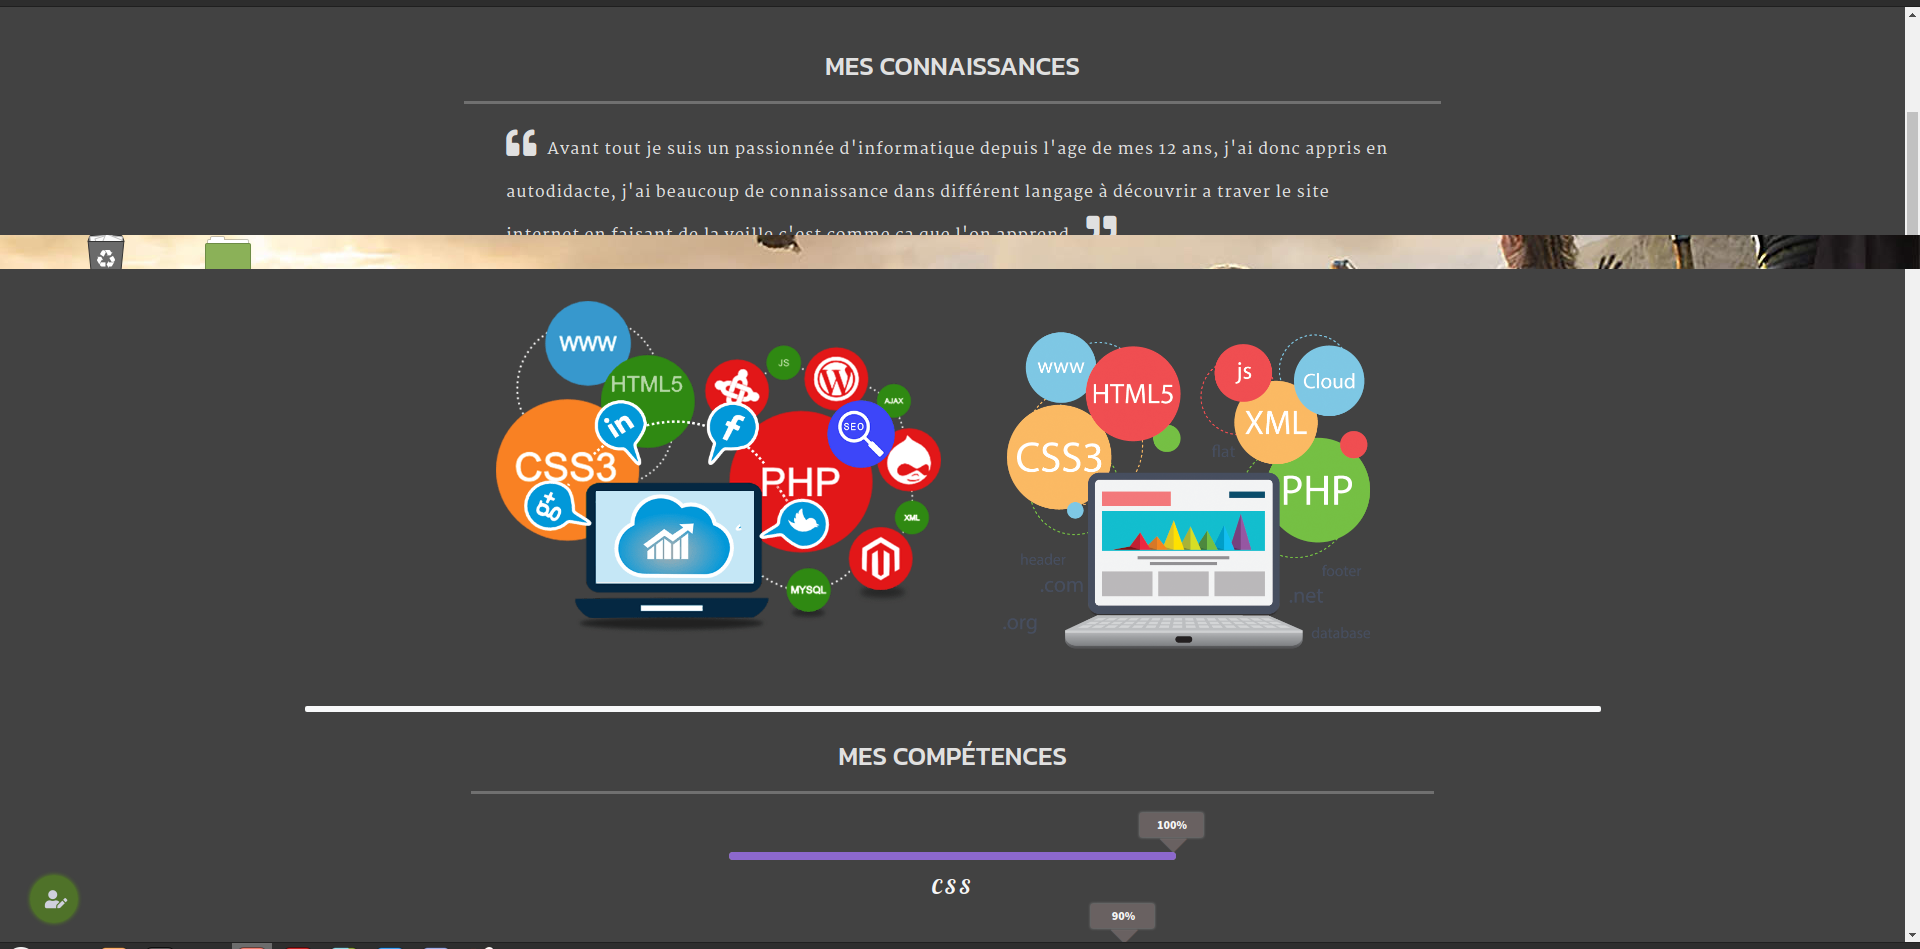 MES CONNAISSANCES
Avant tout je suis un passionnée d'informatique depuis l'age de mes 12 ans, j'ai donc appris en
autodidacte, j'ai beaucoup de connaissance dans différent langage à découvrir a traver le site
internet en faisant de la veille c'est comme ça que l'on apprend.
WWW
HTML5
JS
AJAX
in
f
SEO
CSS3
PHP
g+
XML
MYSQL
www
HTML5
js
Cloud
XML
CSS3
flat
PHP
header
.com
footer
.net
.org
database
MES COMPÉTENCES
100%
CSS
90%